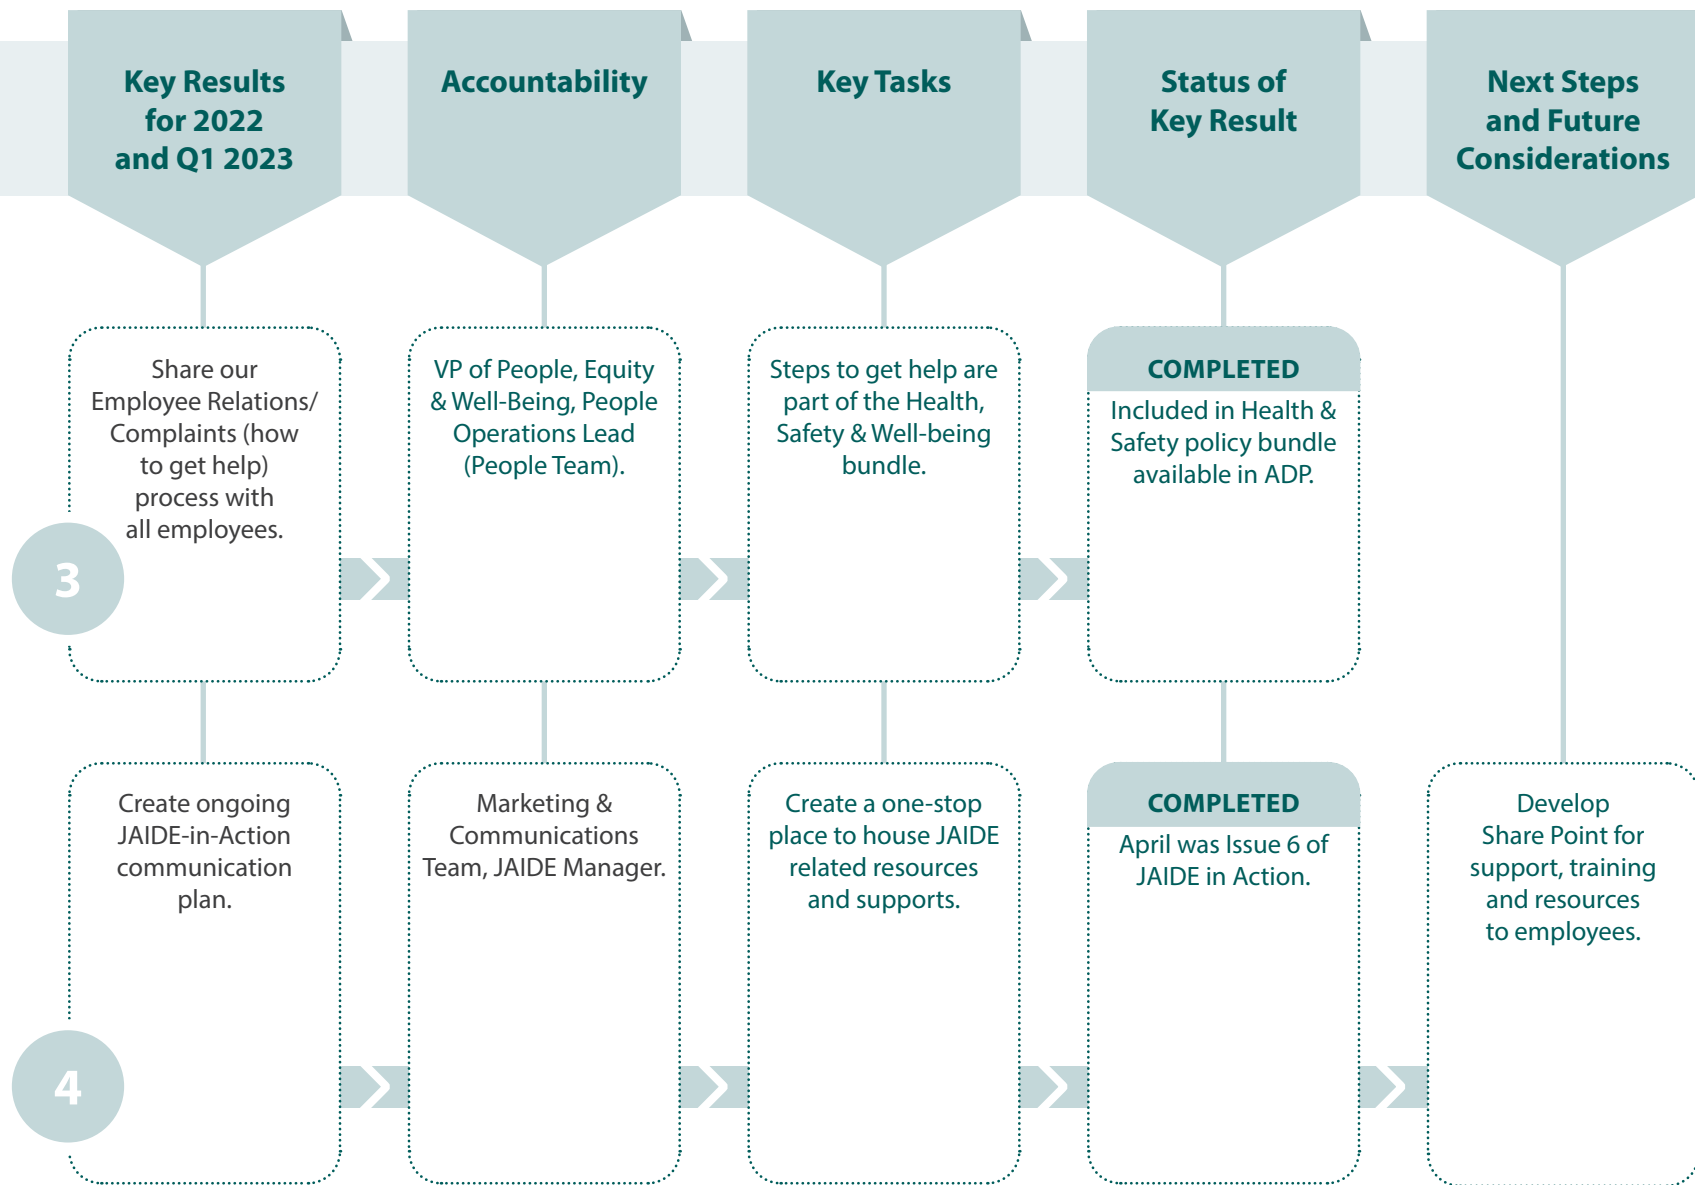 Key Results
for 2022
and Q1 2023
Accountability
Key Tasks
Status of
Key Result
Next Steps
and Future
Considerations
3
Share our
Employee Relations/
Complaints (how
to get help)
process with
all employees.
VP of People, Equity
& Well-Being, People
Operations Lead
(People Team).
Steps to get help are
part of the Health,
Safety & Well-being
bundle.
COMPLETED
Included in Health &
Safety policy bundle
available in ADP.
4
Create ongoing
JAIDE-in-Action
communication
plan.
Marketing &
Communications
Team, JAIDE Manager.
Create a one-stop
place to house JAIDE
related resources
and supports.
COMPLETED
April was Issue 6 of
JAIDE in Action.
Develop
Share Point for
support, training
and resources
to employees.